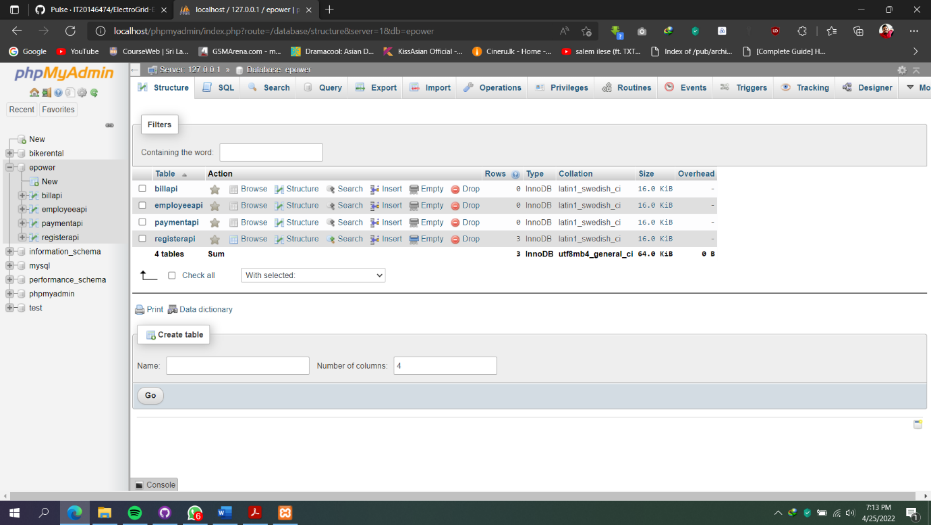 Pulse - IT20146474/ElectroGrid-E
localhost / 127.0.0.1 / epower | p
localhost/phpmyadmin/index.php?route=/database/structure&server=1&db=epower
Google
YouTube
CourseWeb | Sri La...
GSMArena.com - m...
Dramacool: Asian D...
KissAsian Official -...
Cinerulk - Home -...
salem ilese (ft. TXT...
Index of /pub/archi...
[Complete Guide] H...
phpMyAdmin
Recent
Favorites
New
bikerental
epower
New
billapi
employeeapi
paymentapi
registerapi
information_schema
mysql
performance_schema
phpmyadmin
test
Server: 127.0.0.1 » Database: epower
Structure SQL Search Query Export Import Operations Privileges Routines Events Triggers Tracking Designer Mo
Filters
Containing the word:
Table Action Rows Type Collation Size Overhead
billapi Browse Structure Search Insert Empty Drop 0 InnoDB latin1_swedish_ci 16.0 KiB -
employeeapi Browse Structure Search Insert Empty Drop 0 InnoDB latin1_swedish_ci 16.0 KiB -
paymentapi Browse Structure Search Insert Empty Drop 0 InnoDB latin1_swedish_ci 16.0 KiB -
registerapi Browse Structure Search Insert Empty Drop 3 InnoDB latin1_swedish_ci 16.0 KiB -
4 tables Sum 3 InnoDB utf8mb4_general_ci 64.0 KiB 0 B
Check all
With selected:
Print Data dictionary
Create table
Name:
Number of columns: 4
Go
Console
7:13 PM
4/25/2022